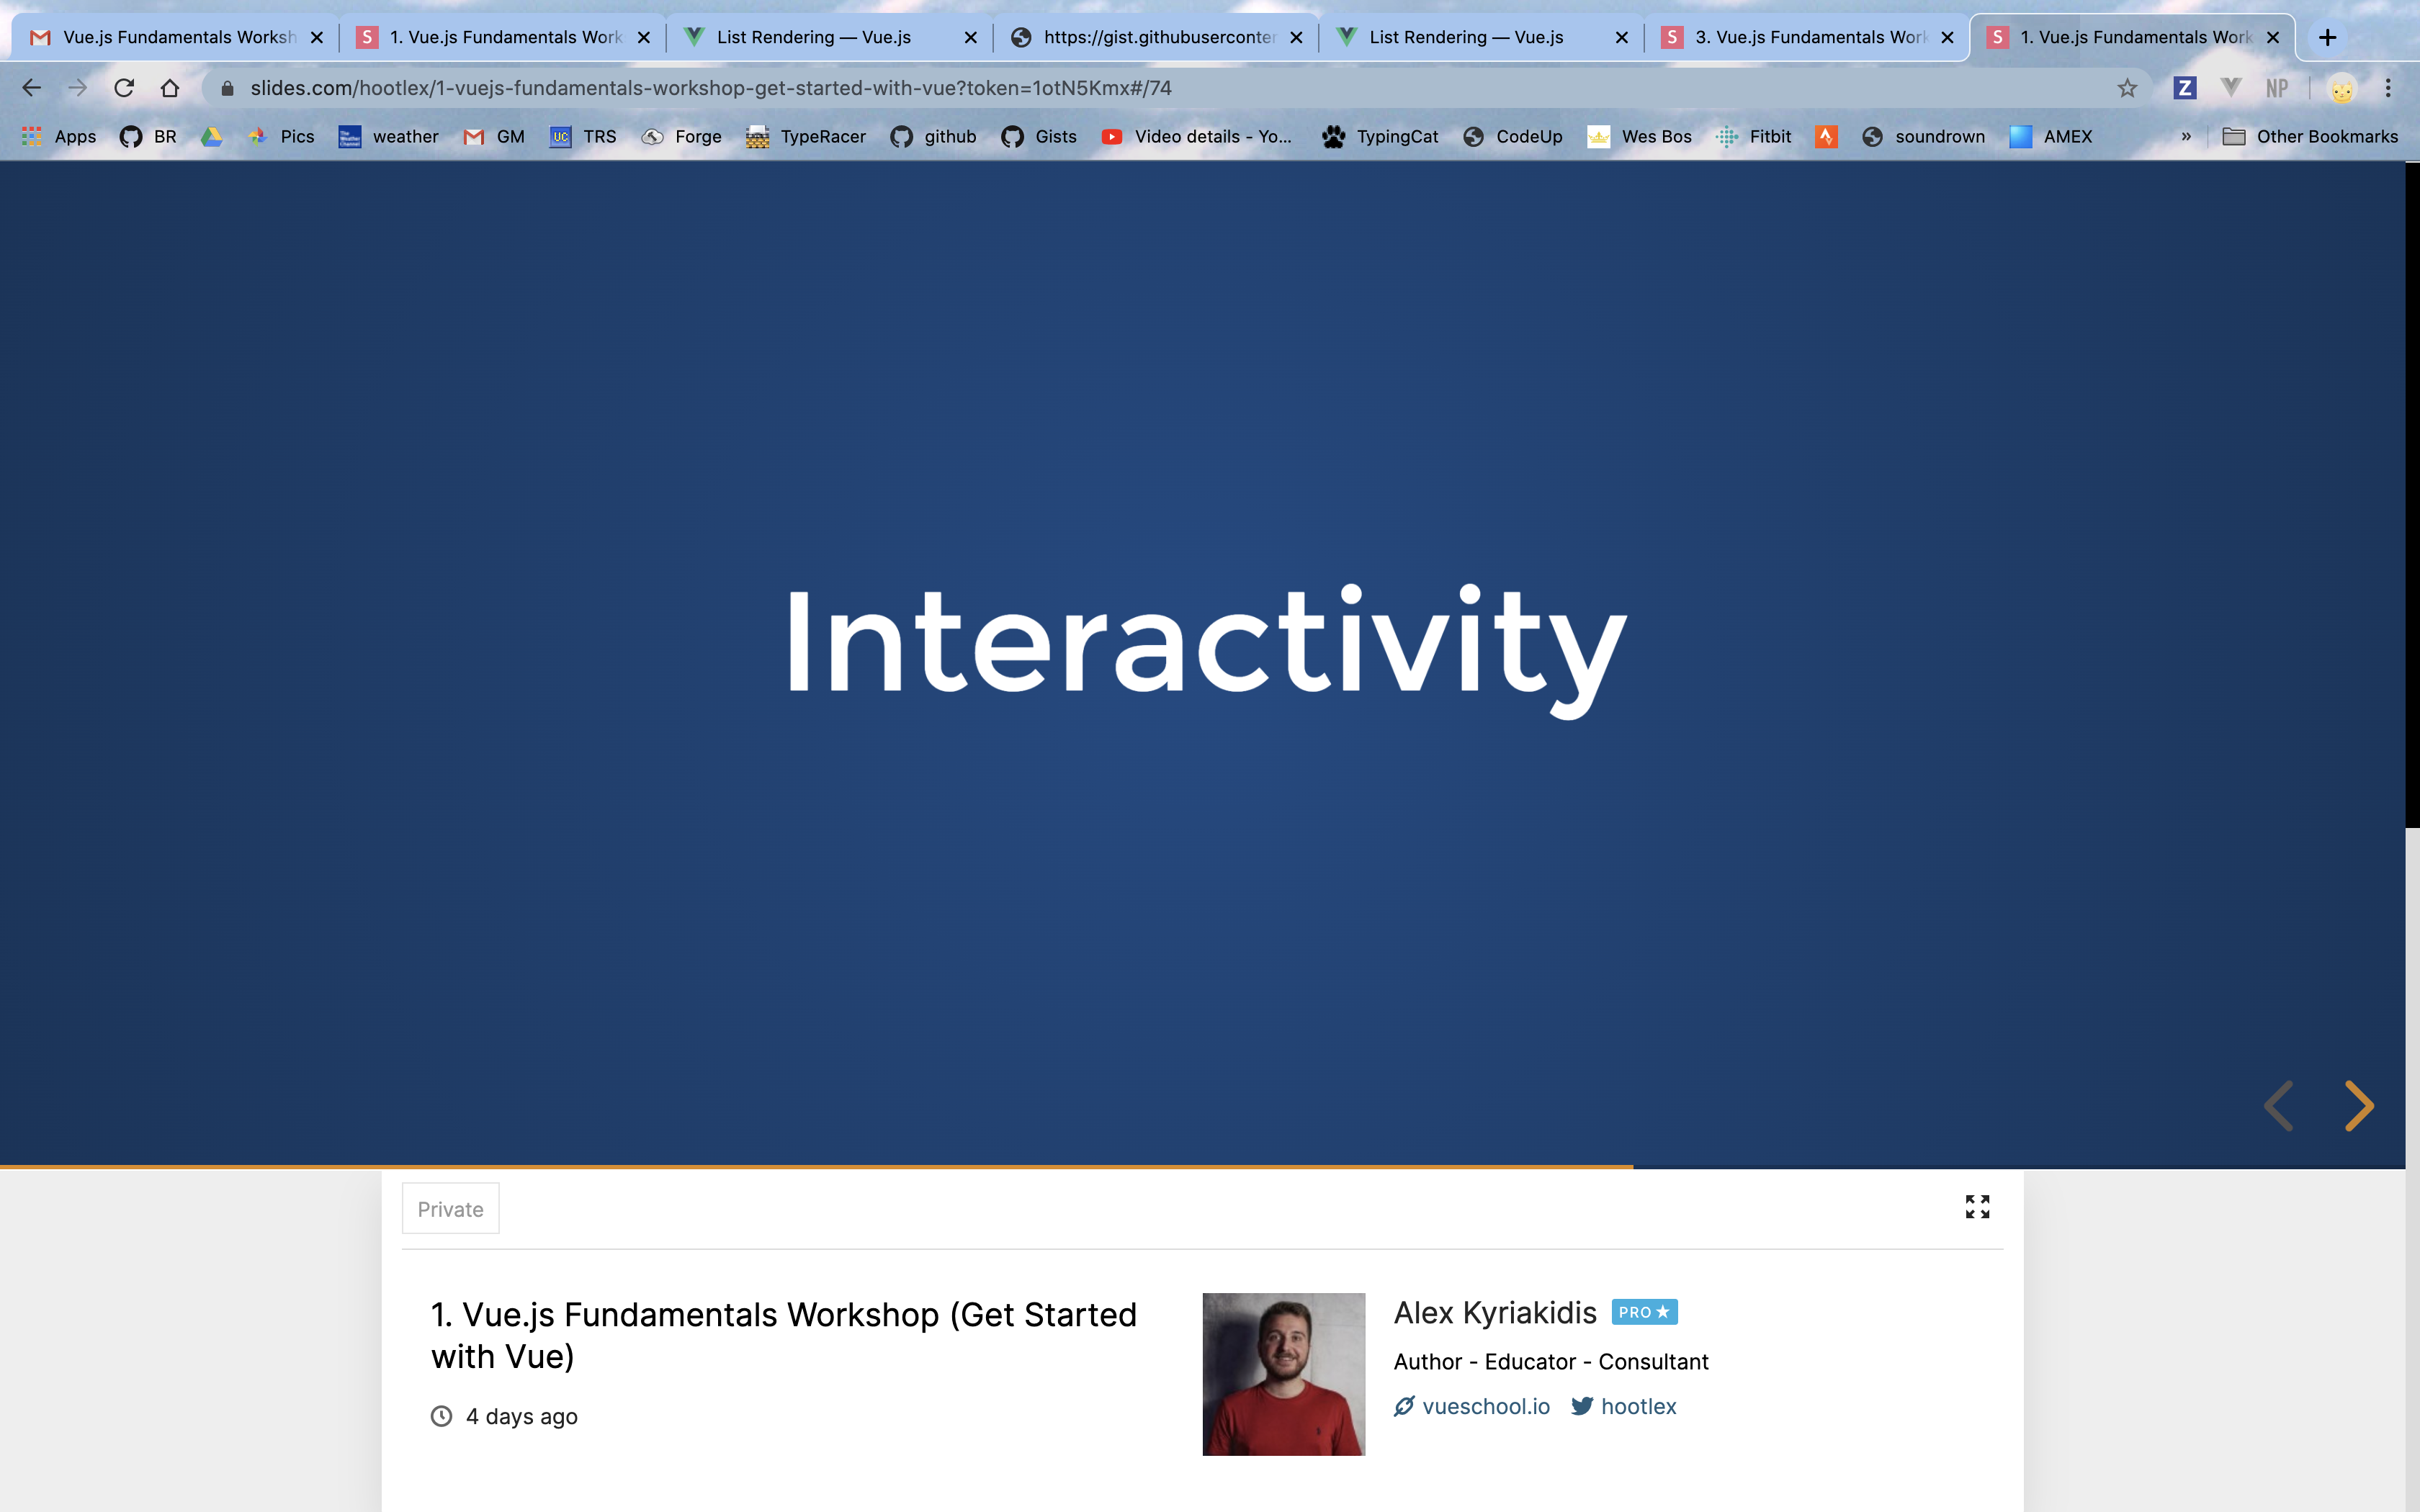 Vue.js Fundamentals Worksh
S 1. Vue.js Fundamentals Work
List Rendering — Vue.js
https://gist.githubuserconter
List Rendering — Vue.js
S 3. Vue.js Fundamentals Work
S 1. Vue.js Fundamentals Work
slides.com/hootlex/1-vuejs-fundamentals-workshop-get-started-with-vue?token=1otN5Kmx#/74
Z NP
Apps BR Pics weather GM UC TRS Forge TypeRacer github Gists Video details - Yo... TypingCat CodeUp Wes Bos Fitbit soundrown AMEX » Other Bookmarks
Interactivity
Private
1. Vue.js Fundamentals Workshop (Get Started
with Vue)
4 days ago
Alex Kyriakidis PRO
Author - Educator - Consultant
vueschool.io hootlex